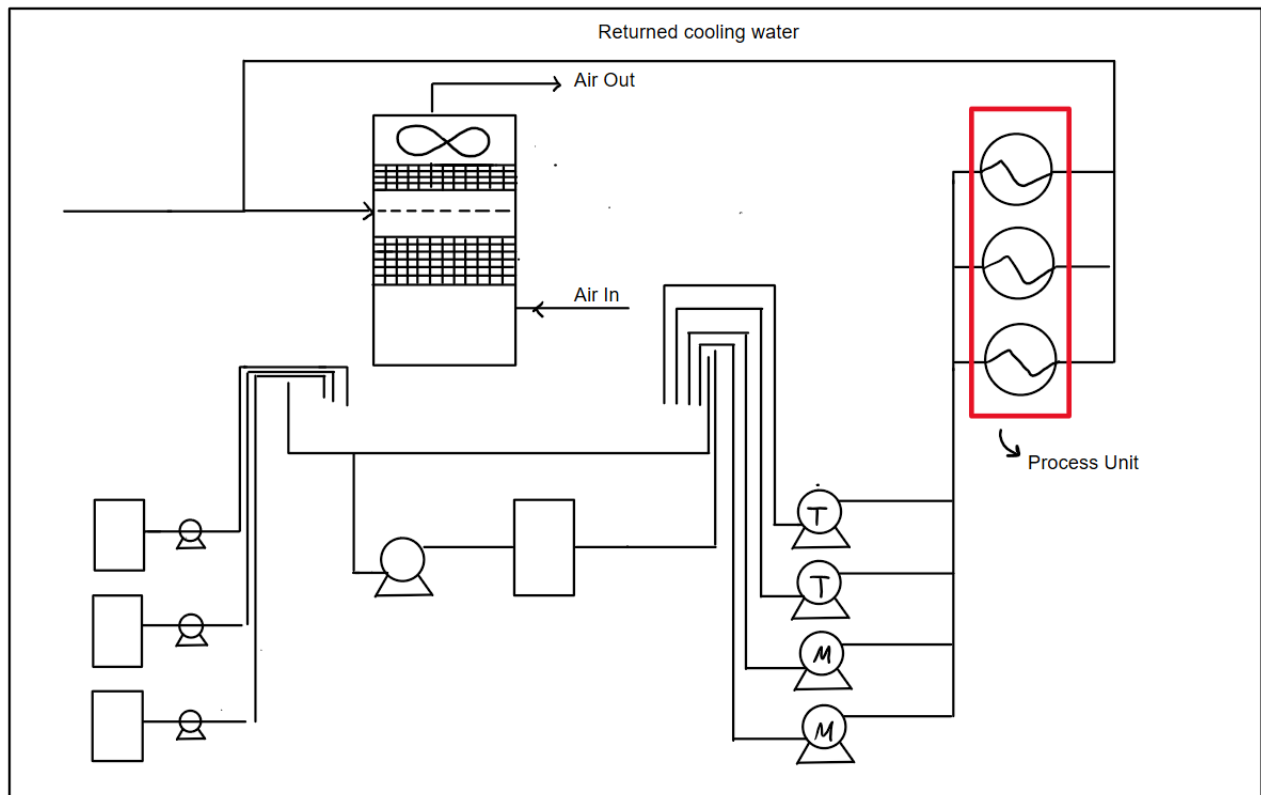 Returned cooling water
Air Out
Air In
Process Unit
T
T
M
M